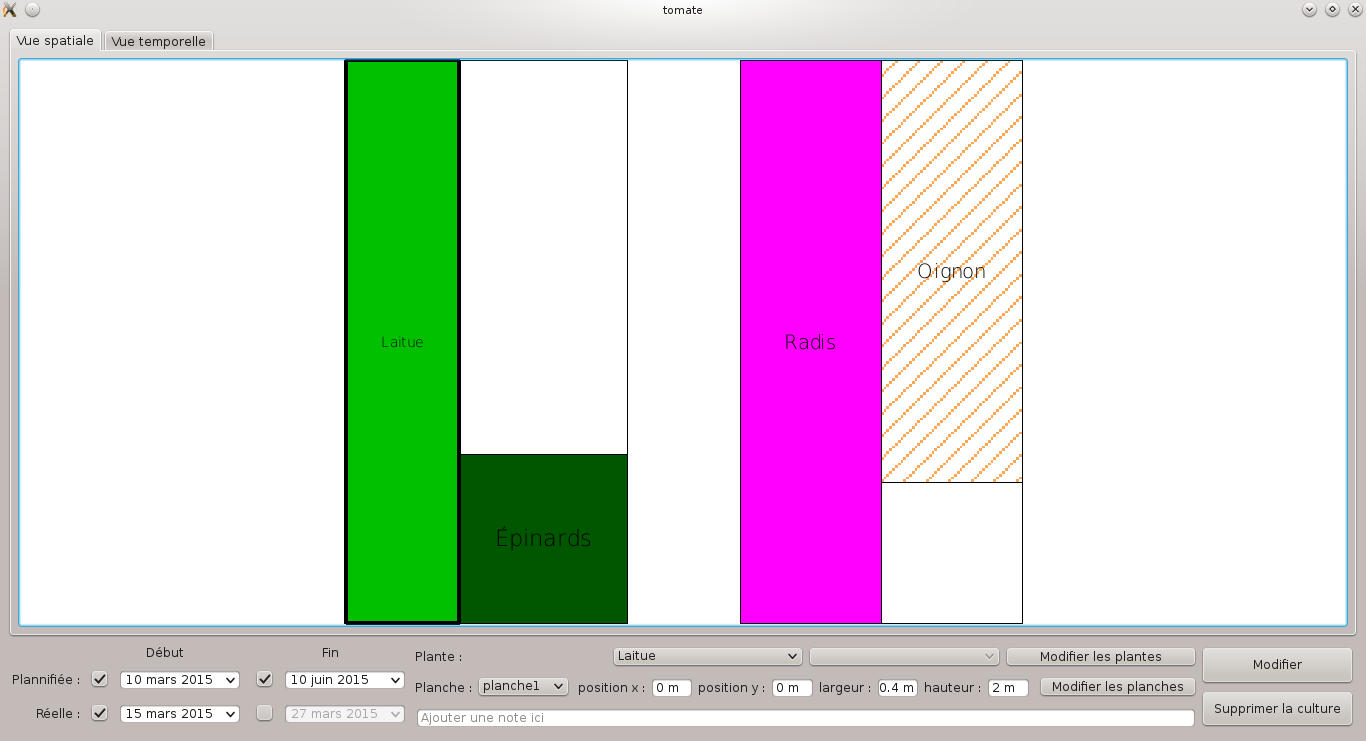 tomate
Vue spatiale Vue temporelle
Laitue
Épinards
Radis
Oignon
Début Fin
Plannifiée : 10 mars 2015 10 juin 2015
Réelle : 15 mars 2015 27 mars 2015
Plante : Laitue Modifier les plantes
Planche : planche1 position x : 0 m position y : 0 m largeur : 0.4 m hauteur : 2 m Modifier les planches
Ajouter une note ici
Modifier
Supprimer la culture